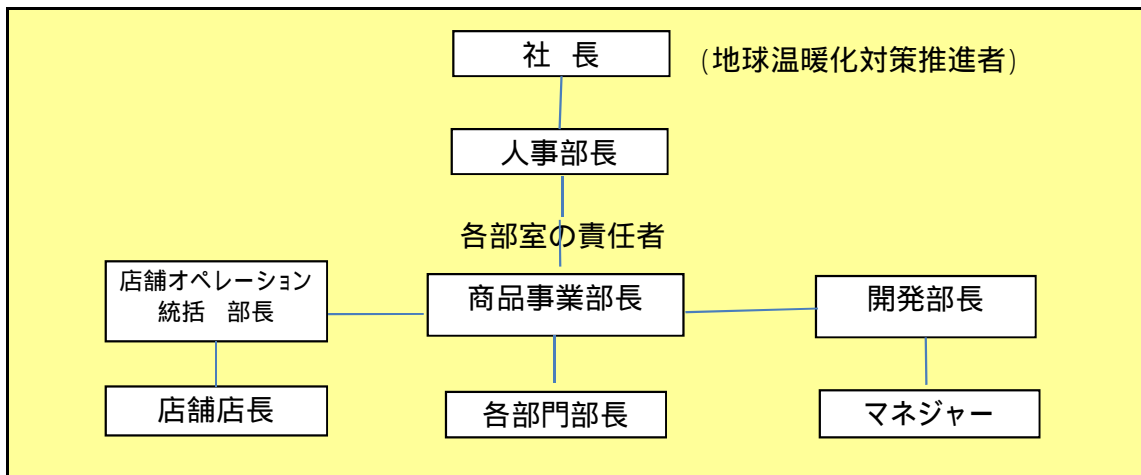 社 長
(地球温暖化対策推進者)
人事部長
各部室の責任者
店舗オペレーション
統括 部長
商品事業部長
開発部長
店舗店長
各部門部長
マネジャー